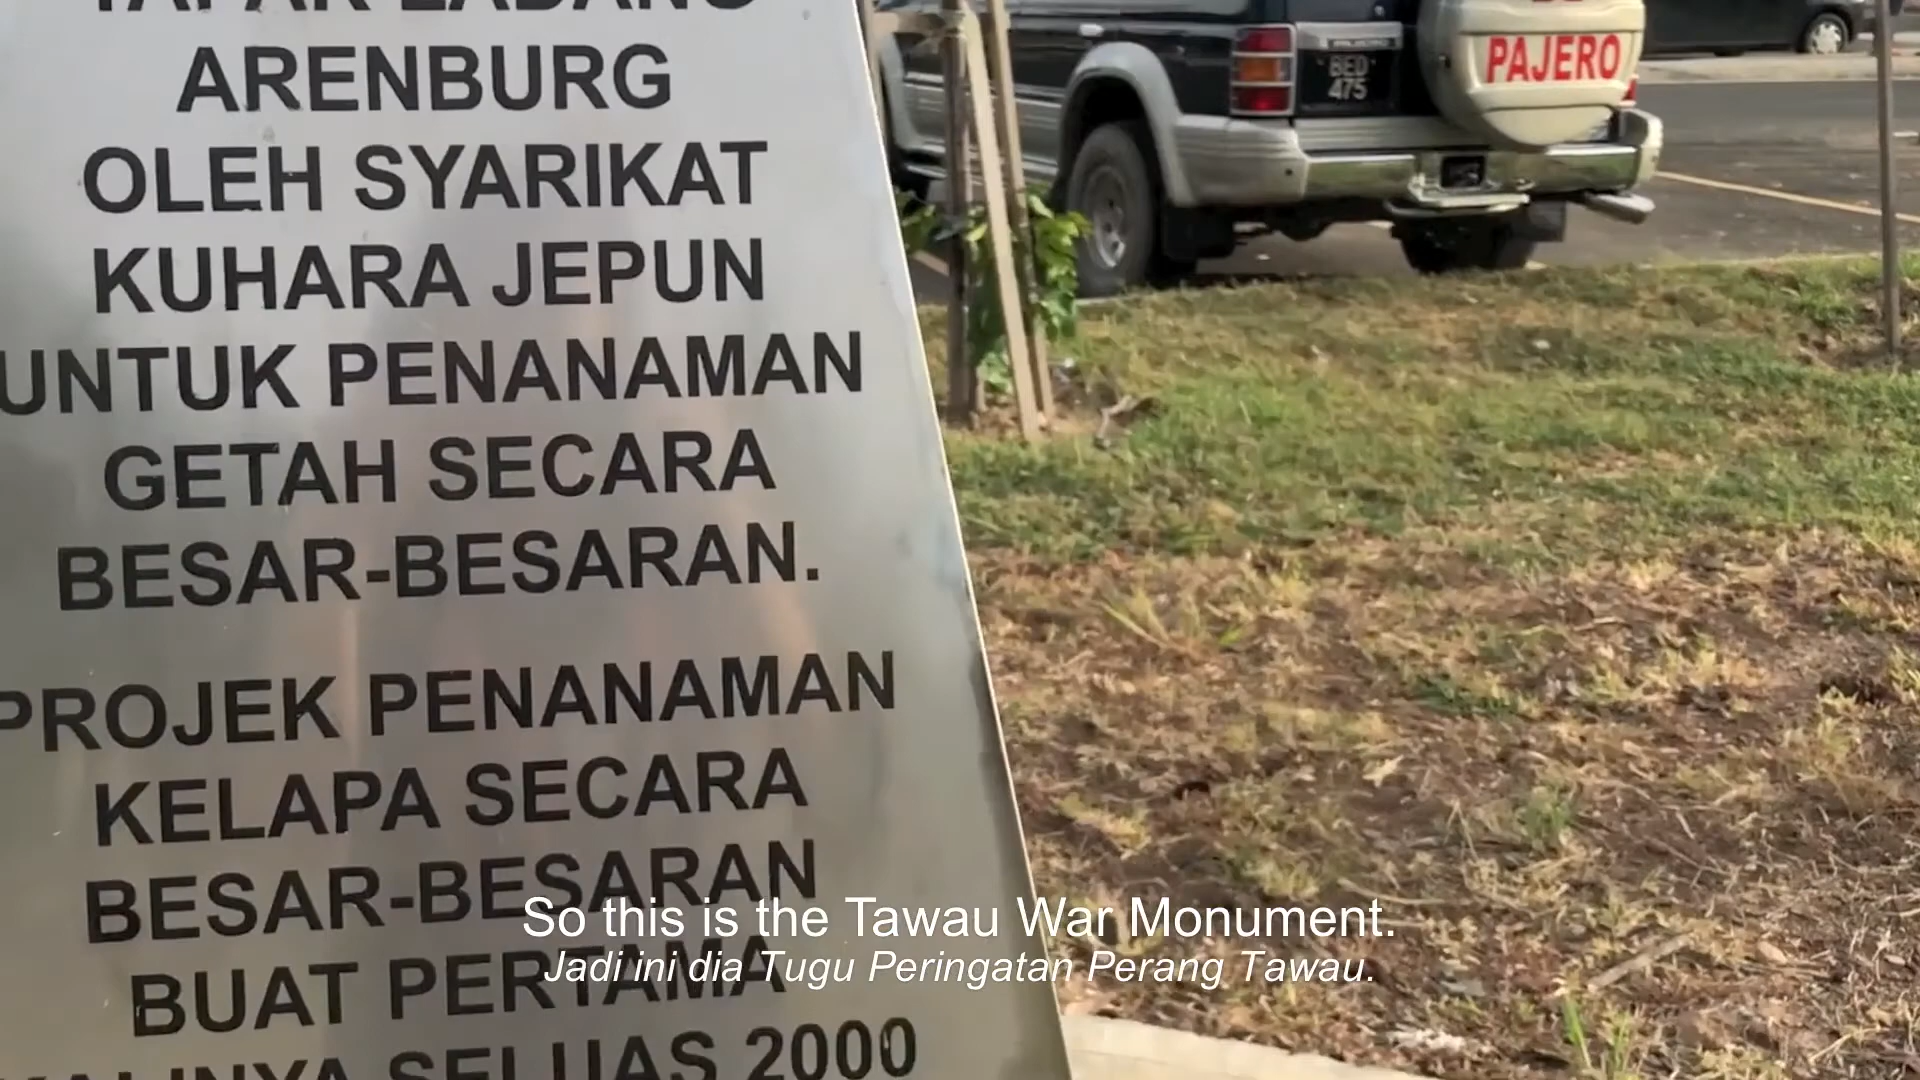 TAPAK LADANG
ARENBURG
OLEH SYARIKAT
KUHARA JEPUN
UNTUK PENANAMAN
GETAH SECARA
BESAR-BESARAN.
PROJEK PENANAMAN
KELAPA SECARA
BESAR-BESARAN
BUAT PERTAMA
KALINYA SELUAS 2000
PAJERO
BED
475
So this is the Tawau War Monument.
Jadi ini dia Tugu Peringatan Perang Tawau.